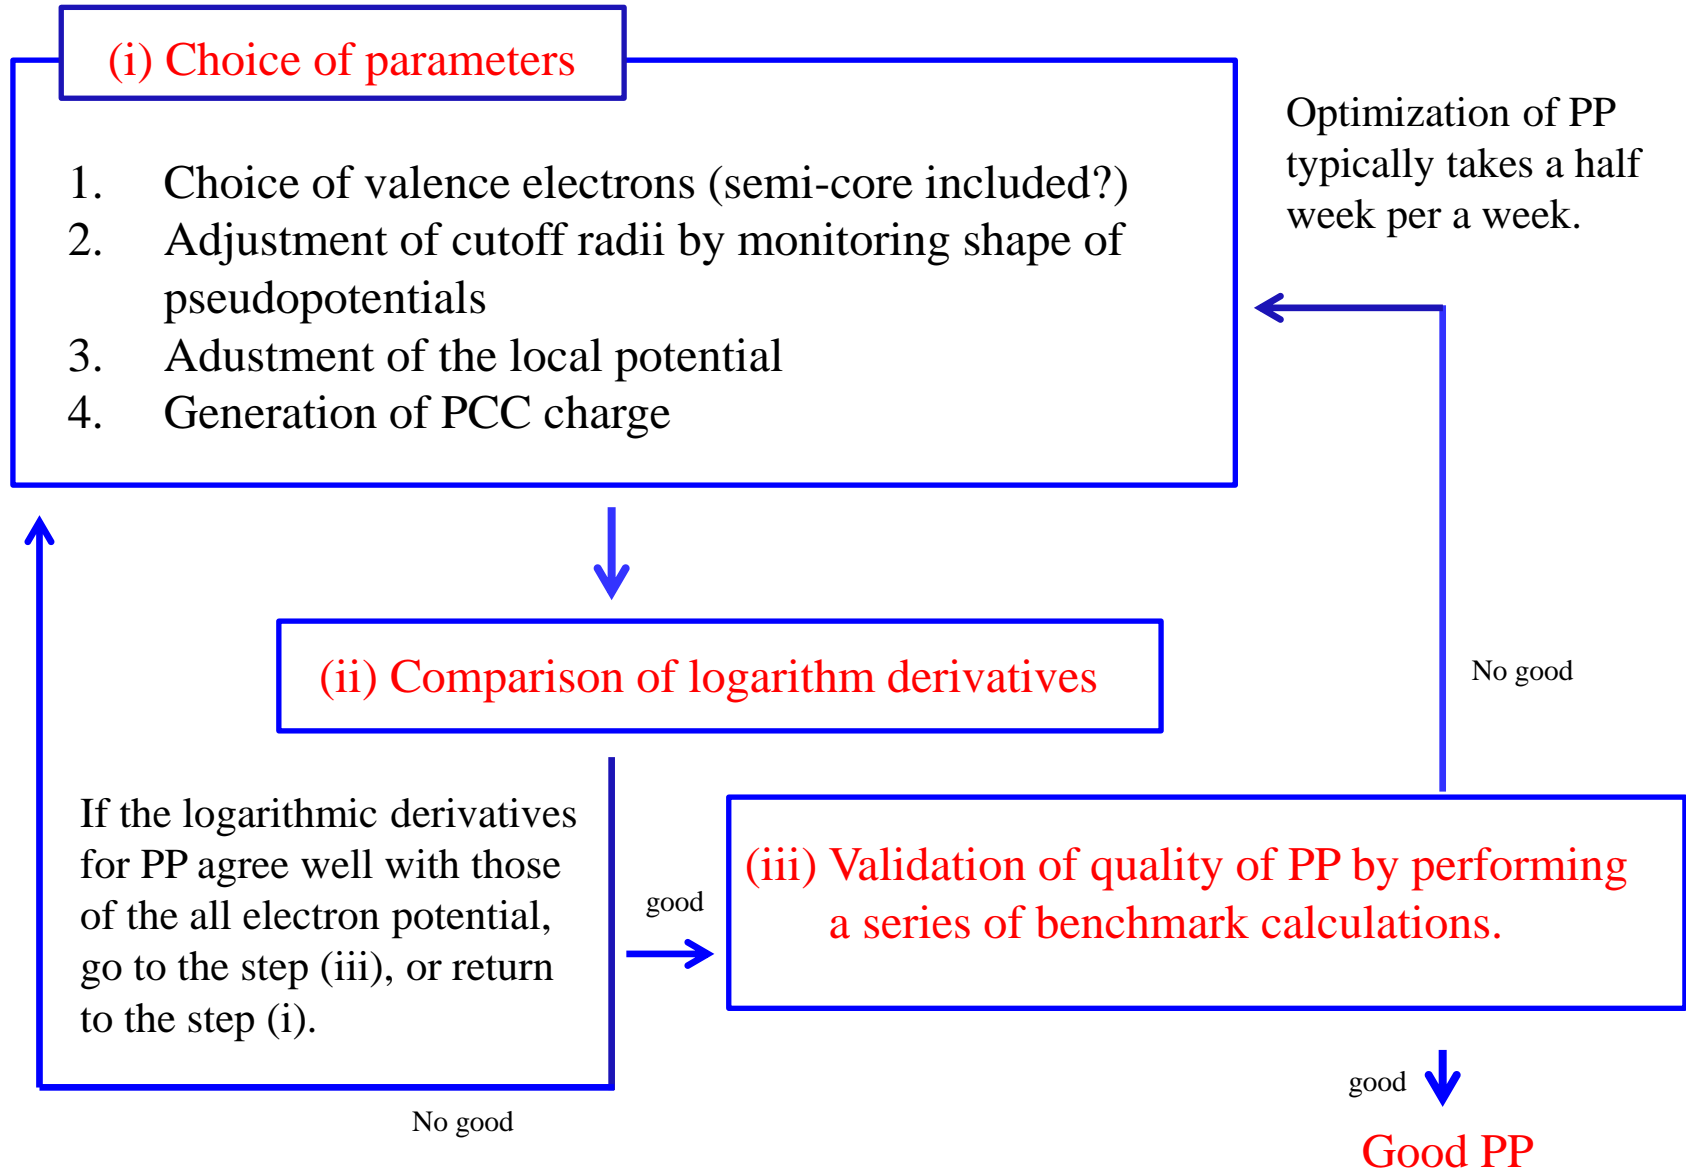 (i) Choice of parameters
1. Choice of valence electrons (semi-core included?)
2. Adjustment of cutoff radii by monitoring shape of
pseudopotentials
3. Adustment of the local potential
4. Generation of PCC charge
Optimization of PP
typically takes a half
week per a week.
(ii) Comparison of logarithm derivatives
No good
If the logarithmic derivatives
for PP agree well with those
of the all electron potential,
go to the step (iii), or return
to the step (i).
good
(iii) Validation of quality of PP by performing
a series of benchmark calculations.
No good
good
Good PP